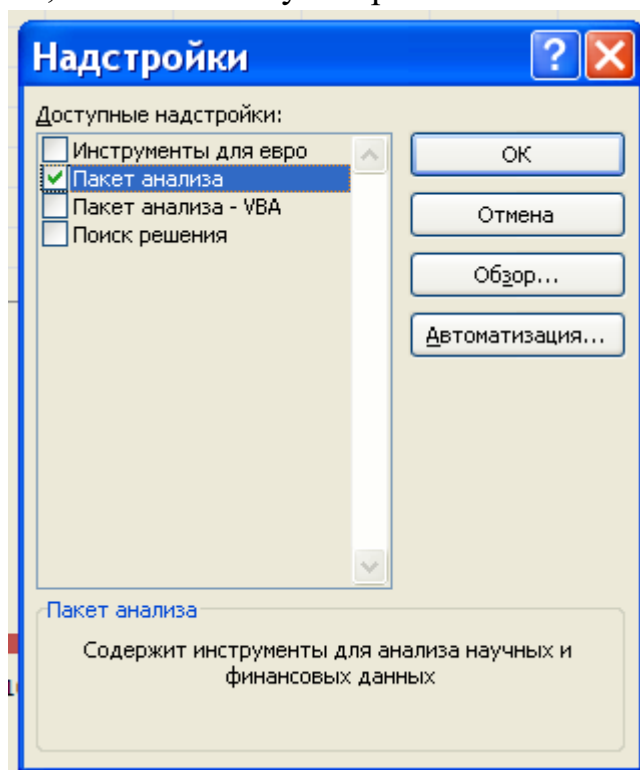 Надстройки
Доступные надстройки:
Инструменты для евро
Пакет анализа
Пакет анализа - VBA
Поиск решения
ОК
Отмена
Обзор...
Автоматизация...
Пакет анализа
Содержит инструменты для анализа научных и
финансовых данных